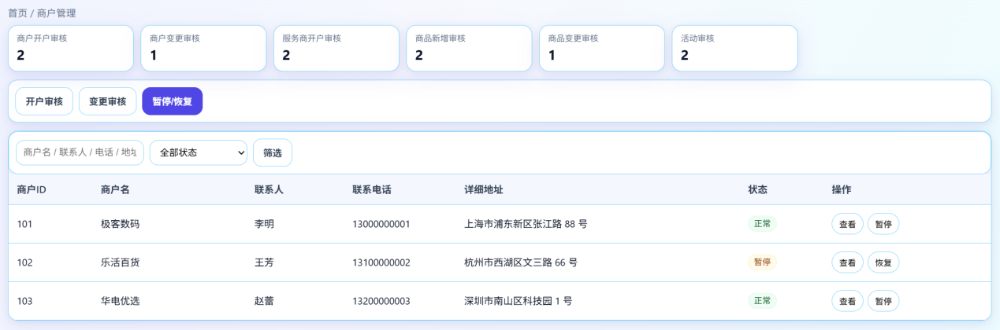 首页 / 商户管理
商户开户审核 商户变更审核 服务商开户审核 商品新增审核 商品变更审核 活动审核
2 1 2 2 1 2
开户审核 变更审核 暂停/恢复
商户名 / 联系人 / 电话 / 地址 全部状态 筛选
商户ID 商户名 联系人 联系电话 详细地址 状态 操作
101 极客数码 李明 13000000001 上海市浦东新区张江路 88 号 正常 查看 暂停
102 乐活百货 王芳 13100000002 杭州市西湖区文三路 66 号 暂停 查看 恢复
103 华电优选 赵蕾 13200000003 深圳市南山区科技园 1 号 正常 查看 暂停